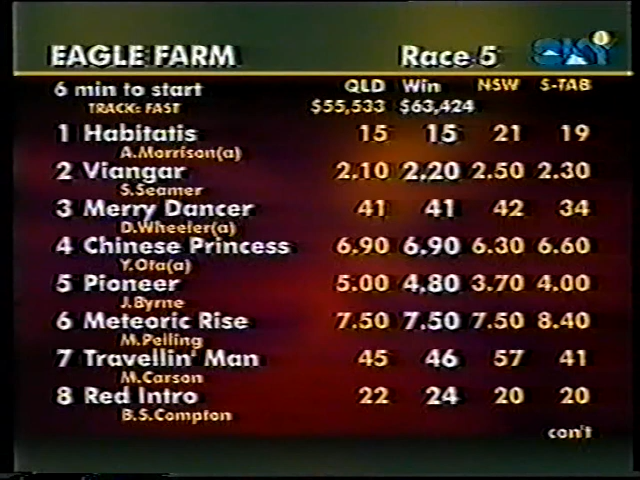 EAGLE FARM Race 5 SKY 1
6 min to start QLD Win NSW S-TAB
TRACK: FAST $55,533 $63,424
1 Habitatis 15 15 21 19
A.Morrison(a)
2 Viangar 2.10 2.20 2.50 2.30
S.Seamer
3 Merry Dancer 41 41 42 34
D.Wheeler(a)
4 Chinese Princess 6.90 6.90 6.30 6.60
Y.Ota(a)
5 Pioneer 5.00 4.80 3.70 4.00
J.Byrne
6 Meteoric Rise 7.50 7.50 7.50 8.40
M.Pelling
7 Travellin' Man 45 46 57 41
M.Carson
8 Red Intro 22 24 20 20
B.S.Compton
con't